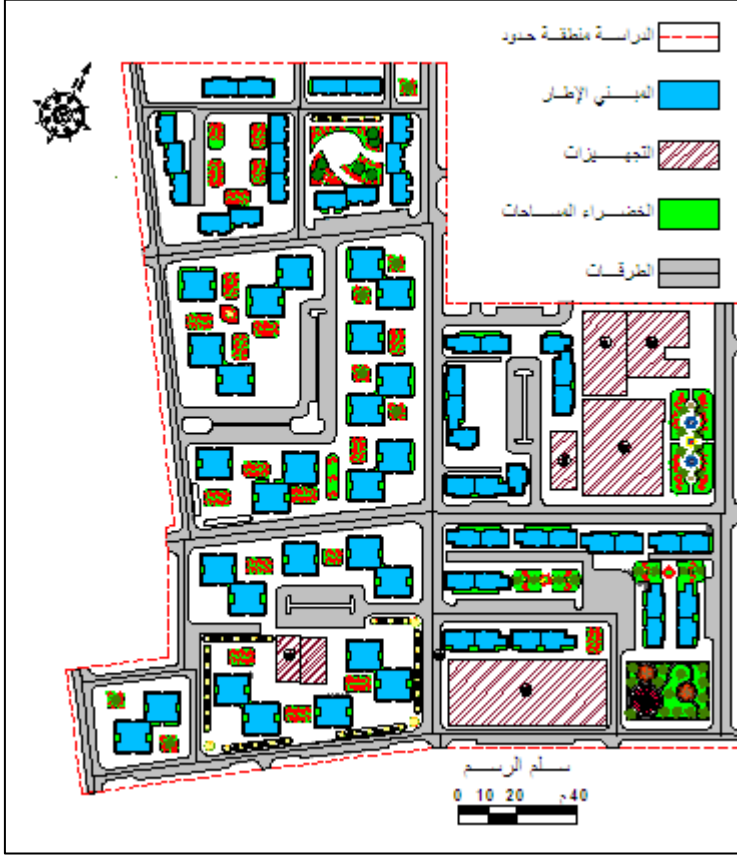 الدراسة منطقة حدود
المبني الإطار
التجهيزات
الخضراء المساحات
الطرقات
سلم الرسم
0 10 20 40م